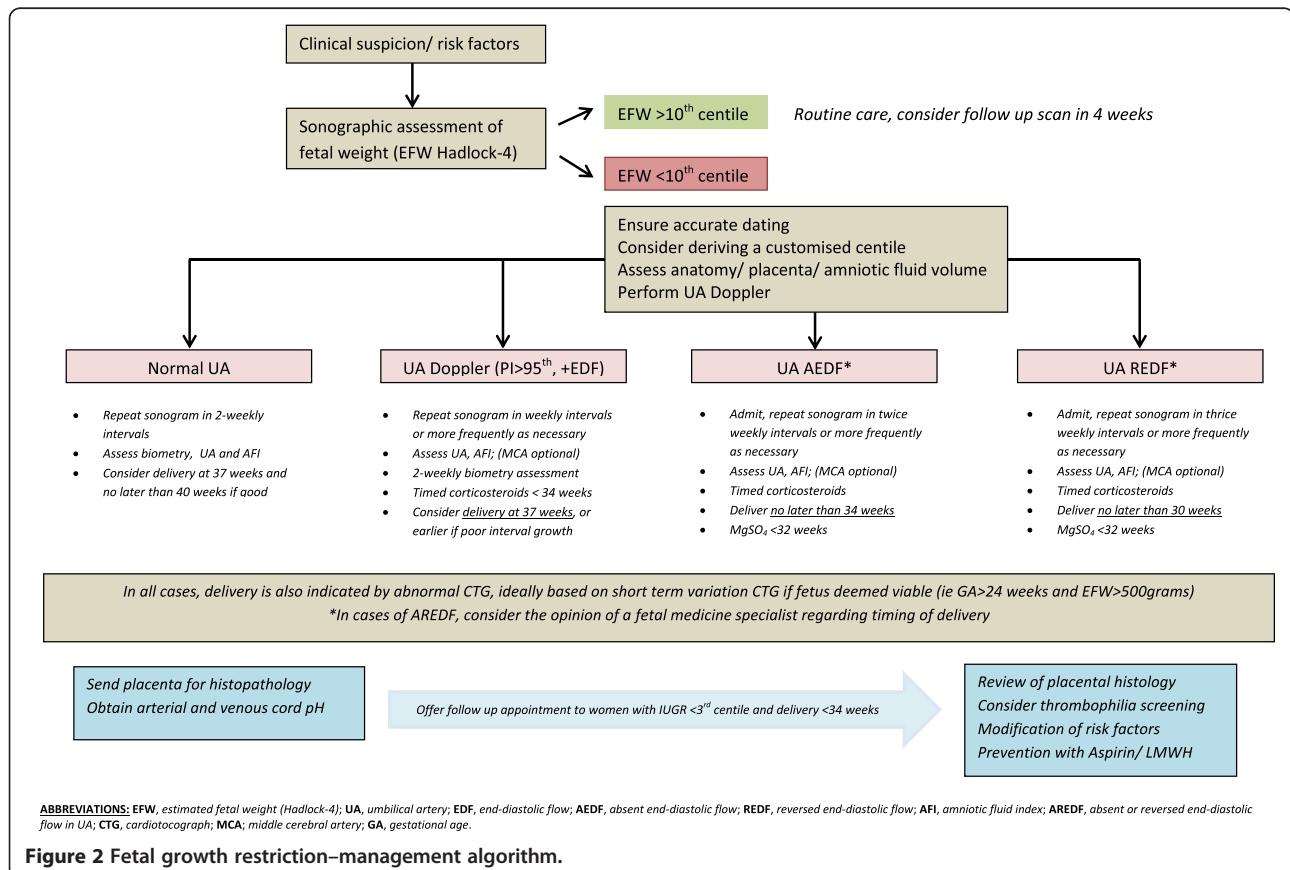 Clinical suspicion/ risk factors
Sonographic assessment of
fetal weight (EFW Hadlock-4)
EFW >10th centile
Routine care, consider follow up scan in 4 weeks
EFW <10th centile
Ensure accurate dating
Consider deriving a customised centile
Assess anatomy/ placenta/ amniotic fluid volume
Perform UA Doppler
Normal UA
• Repeat sonogram in 2-weekly
intervals
• Assess biometry, UA and AFI
• Consider delivery at 37 weeks and
no later than 40 weeks if good
UA Doppler (PI>95th, +EDF)
• Repeat sonogram in weekly intervals
or more frequently as necessary
• Assess UA, AFI; (MCA optional)
• 2-weekly biometry assessment
• Timed corticosteroids < 34 weeks
• Consider delivery at 37 weeks, or
earlier if poor interval growth
UA AEDF*
• Admit, repeat sonogram in twice
weekly intervals or more frequently
as necessary
• Assess UA, AFI; (MCA optional)
• Timed corticosteroids
• Deliver no later than 34 weeks
• MgSO4 <32 weeks
UA REDF*
• Admit, repeat sonogram in thrice
weekly intervals or more frequently
as necessary
• Assess UA, AFI; (MCA optional)
• Timed corticosteroids
• Deliver no later than 30 weeks
• MgSO4 <32 weeks
In all cases, delivery is also indicated by abnormal CTG, ideally based on short term variation CTG if fetus deemed viable (ie GA>24 weeks and EFW>500grams)
*In cases of AREDF, consider the opinion of a fetal medicine specialist regarding timing of delivery
Send placenta for histopathology
Obtain arterial and venous cord pH
Offer follow up appointment to women with IUGR <3rd centile and delivery <34 weeks
Review of placental histology
Consider thrombophilia screening
Modification of risk factors
Prevention with Aspirin/ LMWH
ABBREVIATIONS: EFW, estimated fetal weight (Hadlock-4); UA, umbilical artery; EDF, end-diastolic flow; AEDF, absent end-diastolic flow; REDF, reversed end-diastolic flow; AFI, amniotic fluid index; AREDF, absent or reversed end-diastolic
flow in UA; CTG, cardiotocograph; MCA; middle cerebral artery; GA, gestational age.
Figure 2 Fetal growth restriction–management algorithm.